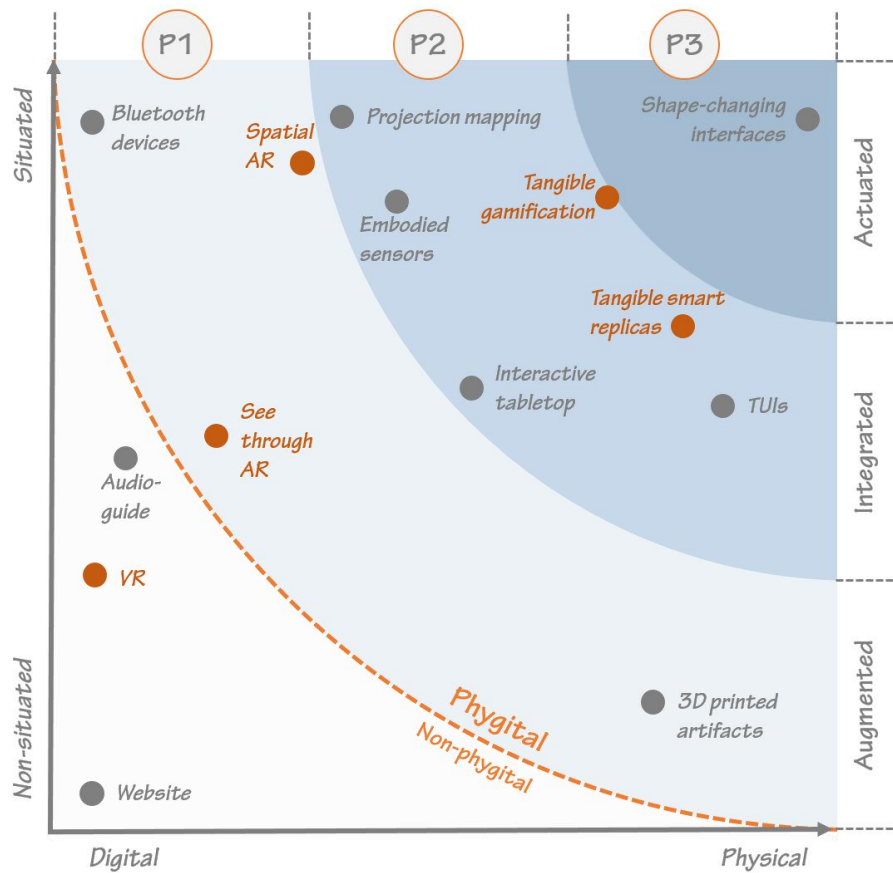 P1
P2
P3
Situated
Non-situated
Bluetooth
devices
Spatial
AR
Projection mapping
Shape-changing
interfaces
Embodied
sensors
Tangible
gamification
Tangible smart
replicas
Interactive
tabletop
TUIs
See
through
AR
Audio-
guide
VR
3D printed
artifacts
Phygital
Non-phygital
Website
Actuated
Integrated
Augmented
Digital
Physical